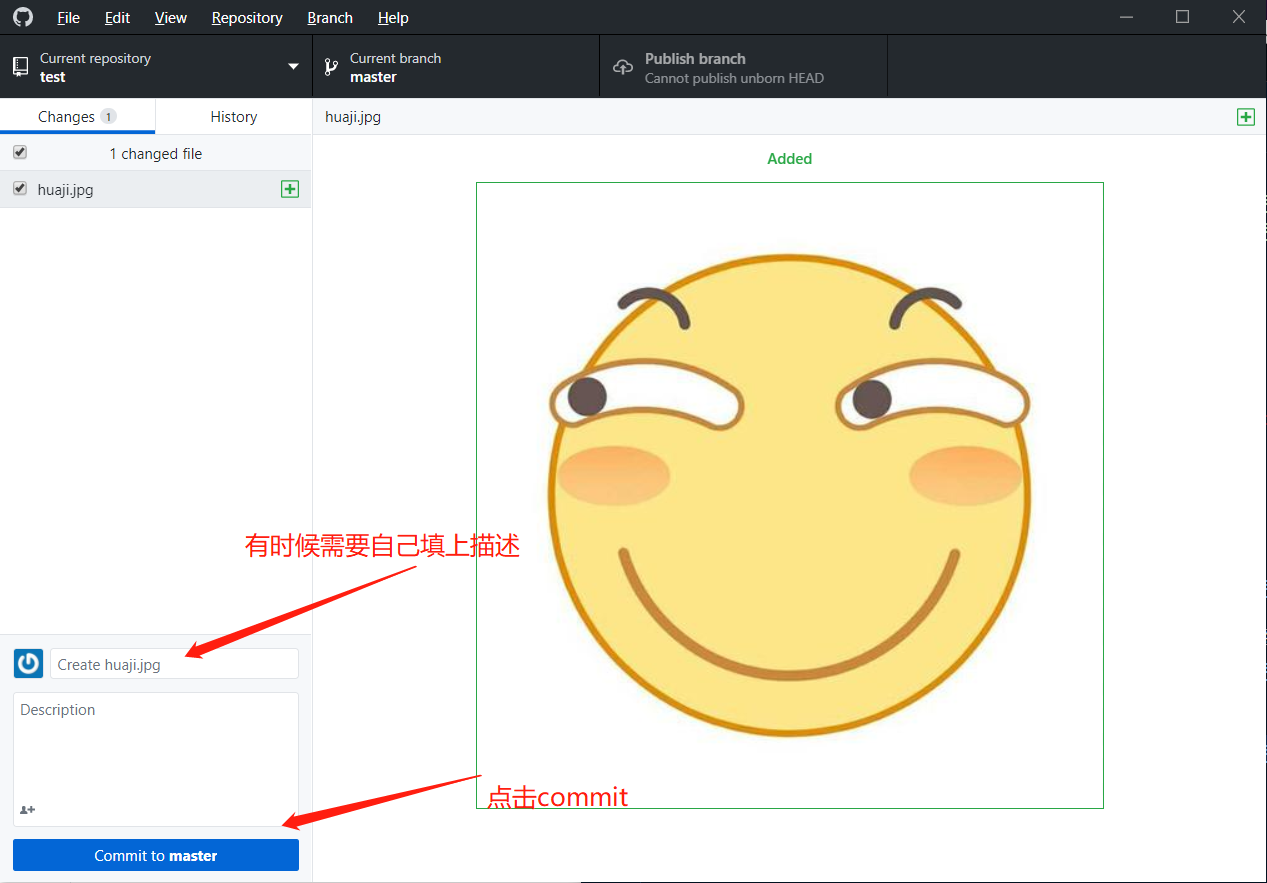 File Edit View Repository Branch Help
Current repository
test
Current branch
master
Publish branch
Cannot publish unborn HEAD
Changes 1
History
huaji.jpg
1 changed file
huaji.jpg
Added
有时候需要自己填上描述
Create huaji.jpg
Description
点击commit
Commit to master